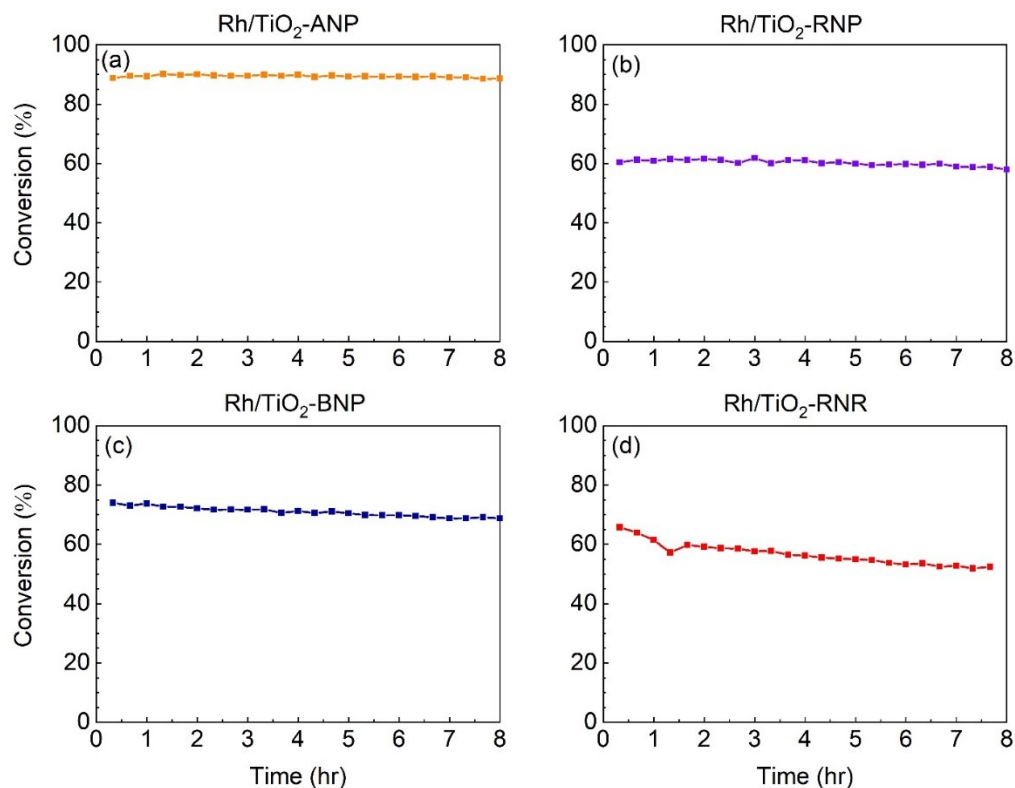 Rh/TiO₂-ANP
(a)
Conversion (%)
100
80
60
40
20
0
0 1 2 3 4 5 6 7 8
Rh/TiO₂-RNP
(b)
100
80
60
40
20
0
0 1 2 3 4 5 6 7 8
Rh/TiO₂-BNP
(c)
Conversion (%)
100
80
60
40
20
0
0 1 2 3 4 5 6 7 8
Time (hr)
Rh/TiO₂-RNR
(d)
100
80
60
40
20
0
0 1 2 3 4 5 6 7 8
Time (hr)